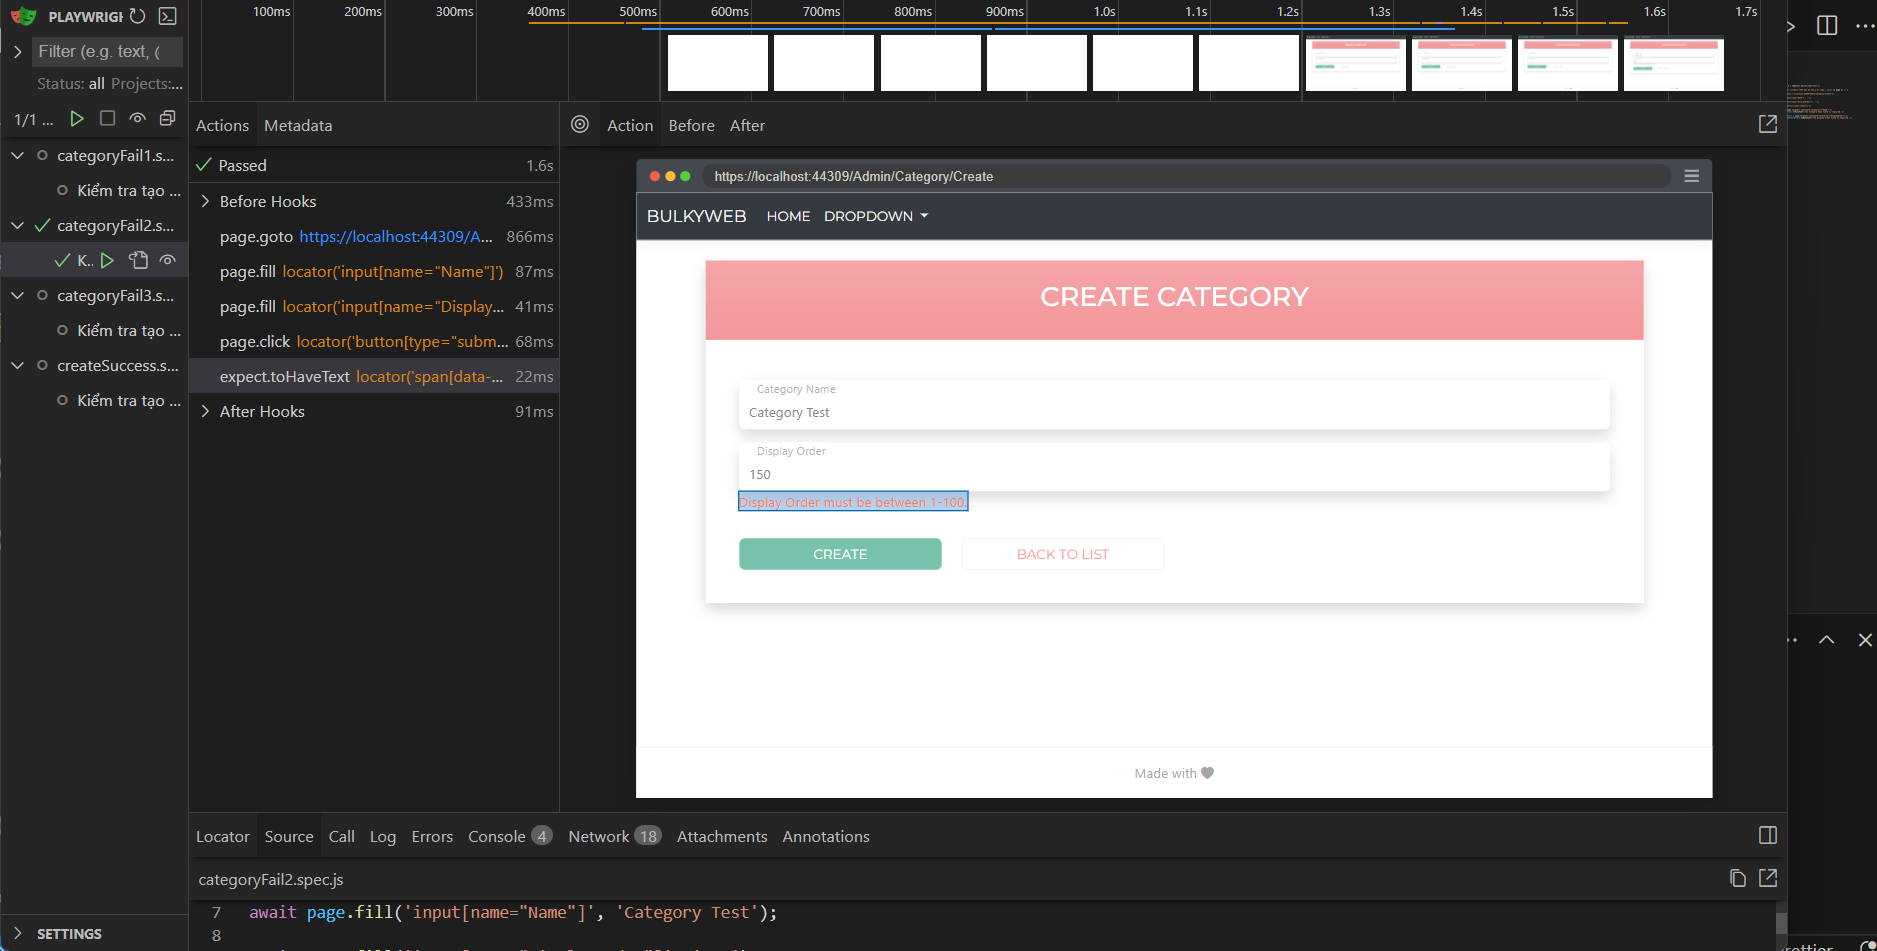 PLAYWRIGH
Filter (e.g. text, @
Status: all Projects:...
1/1 ...
categoryFail1.s...
Kiểm tra tạo ...
categoryFail2.s...
K..
categoryFail3.s...
Kiểm tra tạo ...
createSuccess.s...
Kiểm tra tạo ...
SETTINGS
100ms 200ms 300ms 400ms 500ms 600ms 700ms 800ms 900ms 1.0s 1.1s 1.2s 1.3s 1.4s 1.5s 1.6s 1.7s
Actions Metadata
Passed 1.6s
Before Hooks 433ms
page.goto https://localhost:44309/A... 866ms
page.fill locator('input[name="Name"]') 87ms
page.fill locator('input[name="Display... 41ms
page.click locator('button[type="subm... 68ms
expect.toHaveText locator('span[data-... 22ms
After Hooks 91ms
Action Before After
https://localhost:44309/Admin/Category/Create
BULKYWEB HOME DROPDOWN
CREATE CATEGORY
Category Name
Category Test
Display Order
150
Display Order must be between 1-100.
CREATE BACK TO LIST
Made with
Locator Source Call Log Errors Console 4 Network 18 Attachments Annotations
categoryFail2.spec.js
7 await page.fill('input[name="Name"]', 'Category Test');
8